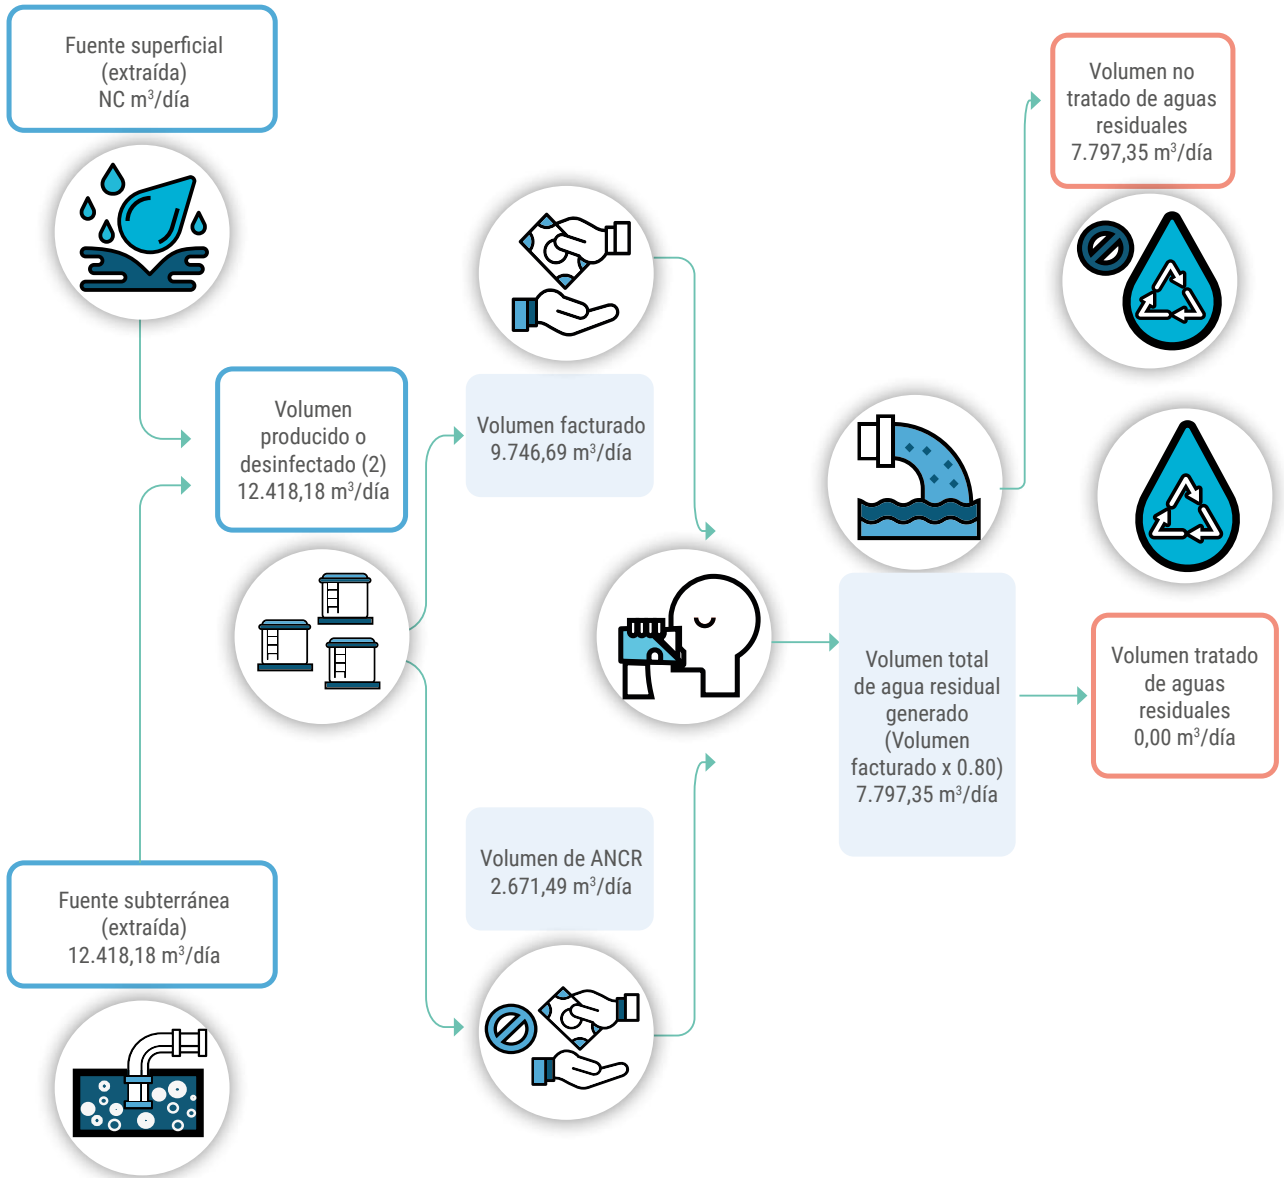 Fuente superficial
(extraída)
NC m³/día
Volumen
producido o
desinfectado (2)
12.418,18 m³/día
Fuente subterránea
(extraída)
12.418,18 m³/día
Volumen facturado
9.746,69 m³/día
Volumen de ANCR
2.671,49 m³/día
Volumen total
de agua residual
generado
(Volumen
facturado x 0.80)
7.797,35 m³/día
Volumen no
tratado de aguas
residuales
7.797,35 m³/día
Volumen tratado
de aguas
residuales
0,00 m³/día